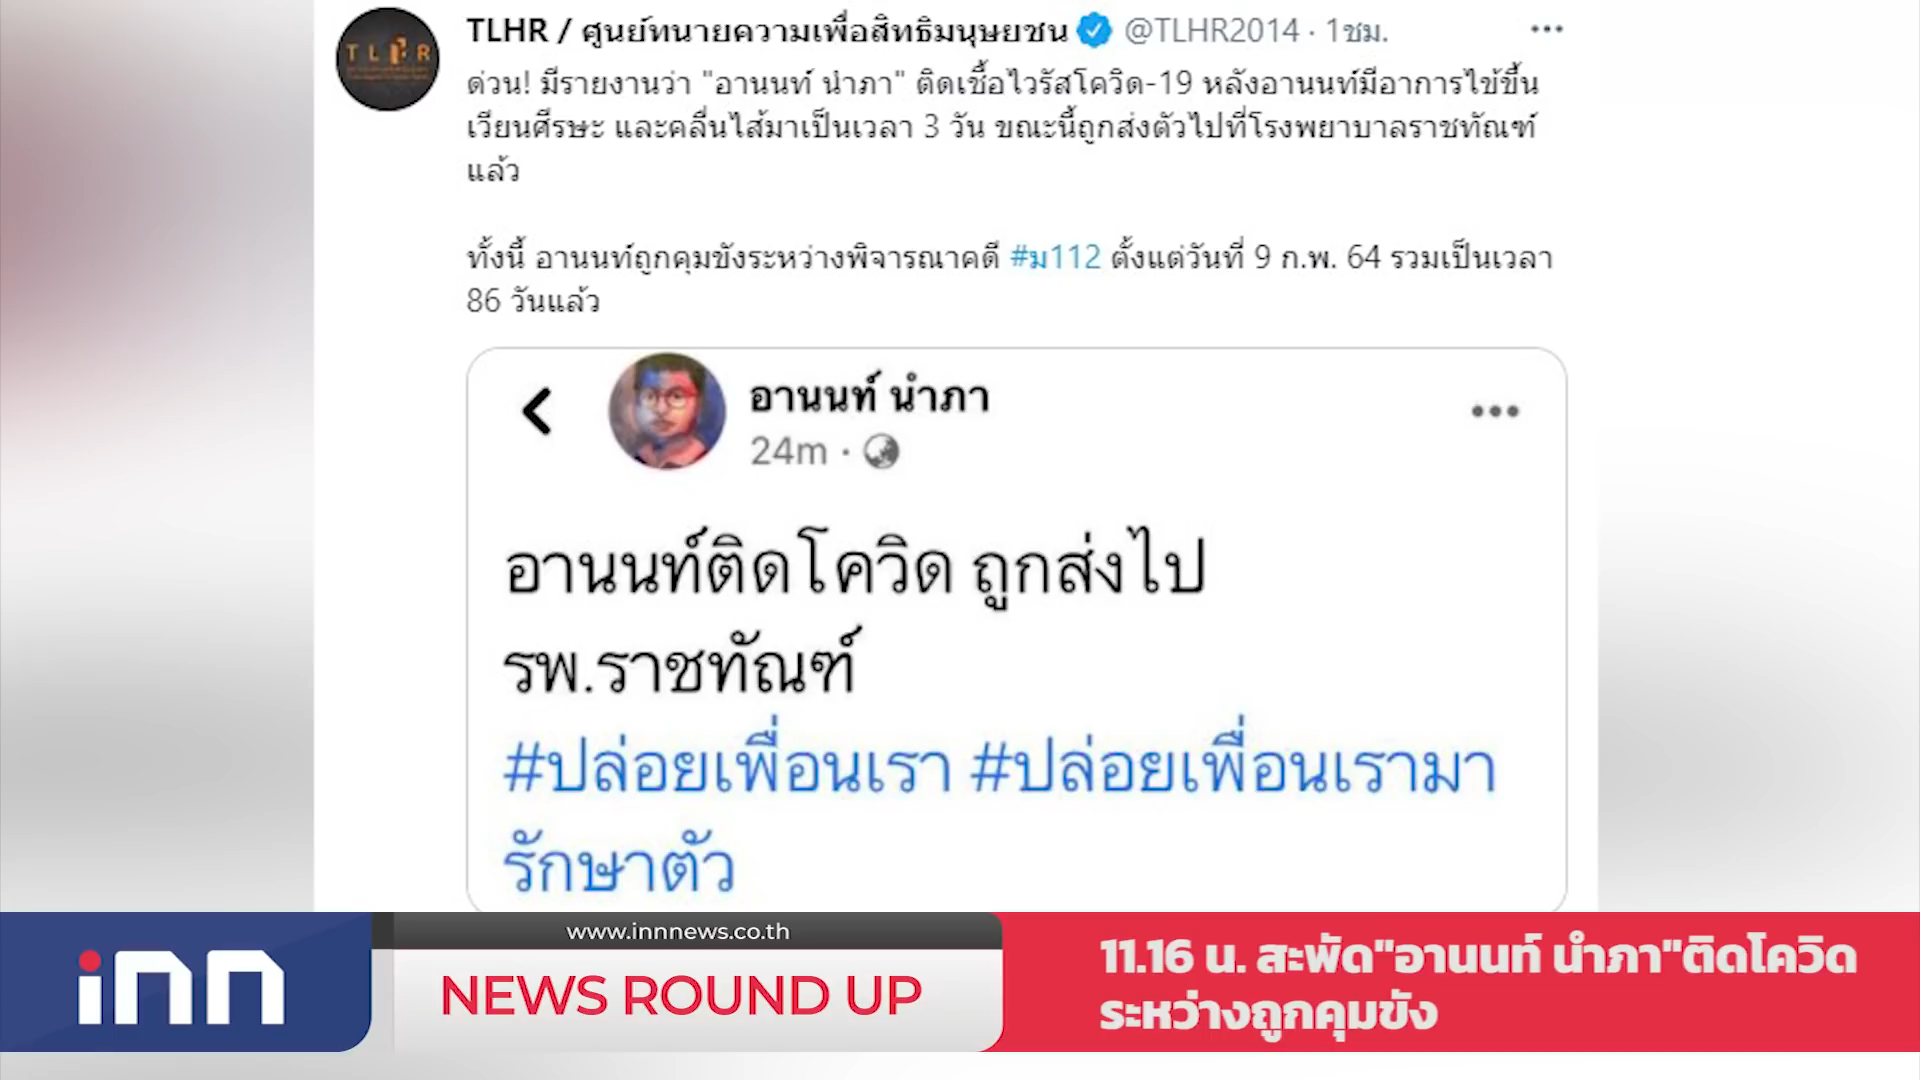 TLHR / ศูนย์ทนายความเพื่อสิทธิมนุษยชน @TLHR2014 · 1ชม.
ด่วน! มีรายงานว่า "อานนท์ นำภา" ติดเชื้อไวรัสโควิด-19 หลังอานนท์มีอาการไข้ขึ้น
เวียนศีรษะ และคลื่นไส้มาเป็นเวลา 3 วัน ขณะนี้ถูกส่งตัวไปที่โรงพยาบาลราชทัณฑ์
แล้ว
ทั้งนี้ อานนท์ถูกคุมขังระหว่างพิจารณาคดี #ม112 ตั้งแต่วันที่ 9 ก.พ. 64 รวมเป็นเวลา
86 วันแล้ว
TLHR
อานนท์ นำภา
24m ·
อานนท์ติดโควิด ถูกส่งไป
รพ.ราชทัณฑ์
#ปล่อยเพื่อนเรา #ปล่อยเพื่อนเรามา
รักษาตัว
inn
www.innnews.co.th
NEWS ROUND UP
11.16 น. สะพัด"อานนท์ นำภา"ติดโควิด
ระหว่างถูกคุมขัง